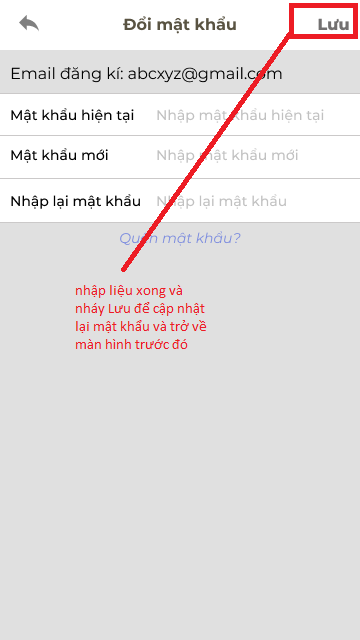 Đổi mật khẩu Lưu
Email đăng kí: abcxyz@gmail.com
Mật khẩu hiện tại Nhập mật khẩu hiện tại
Mật khẩu mới Nhập mật khẩu mới
Nhập lại mật khẩu Nhập lại mật khẩu
Quên mật khẩu?
nhập liệu xong và
nháy Lưu để cập nhật
lại mật khẩu và trở về
màn hình trước đó